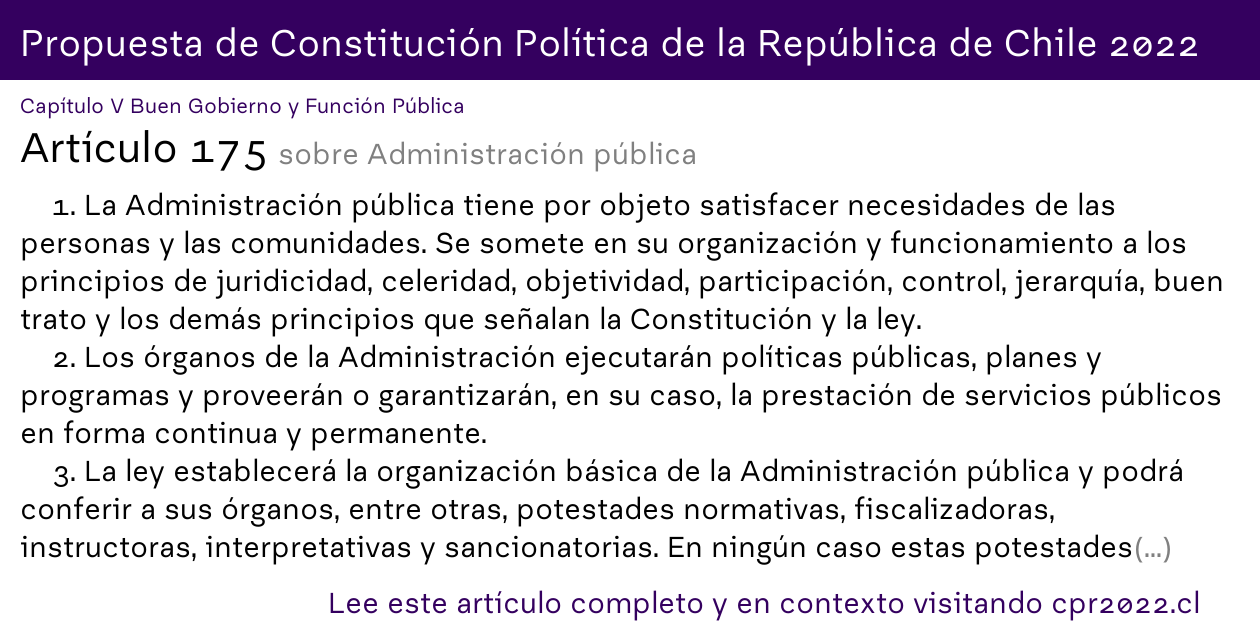 Propuesta de Constitución Política de la República de Chile 2022
Capítulo V Buen Gobierno y Función Pública
Artículo 175 sobre Administración pública
1. La Administración pública tiene por objeto satisfacer necesidades de las
personas y las comunidades. Se somete en su organización y funcionamiento a los
principios de juridicidad, celeridad, objetividad, participación, control, jerarquía, buen
trato y los demás principios que señalan la Constitución y la ley.
2. Los órganos de la Administración ejecutarán políticas públicas, planes y
programas y proveerán o garantizarán, en su caso, la prestación de servicios públicos
en forma continua y permanente.
3. La ley establecerá la organización básica de la Administración pública y podrá
conferir a sus órganos, entre otras, potestades normativas, fiscalizadoras,
instructoras, interpretativas y sancionatorias. En ningún caso estas potestades(...)
Lee este artículo completo y en contexto visitando cpr2022.cl